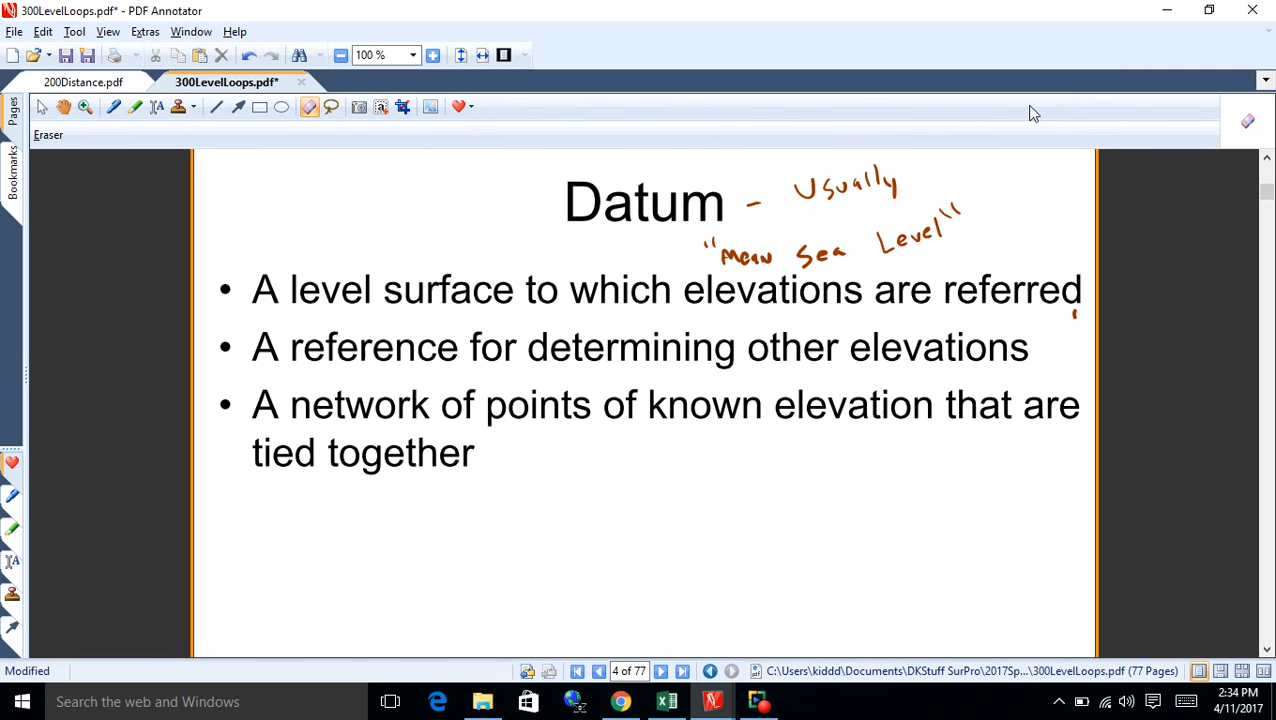 300LevelLoops.pdf* - PDF Annotator
File Edit Tool View Extras Window Help
100 %
200Distance.pdf 300LevelLoops.pdf*
Pages
Bookmarks
Eraser
Datum - Usually
"Mean Sea Level"
• A level surface to which elevations are referred
• A reference for determining other elevations
• A network of points of known elevation that are
tied together
Modified 4 of 77 C:\Users\kiddd\Documents\DKStuff SurPro\2017Sp...\300LevelLoops.pdf (77 Pages)
Search the web and Windows
2:34 PM
4/11/2017